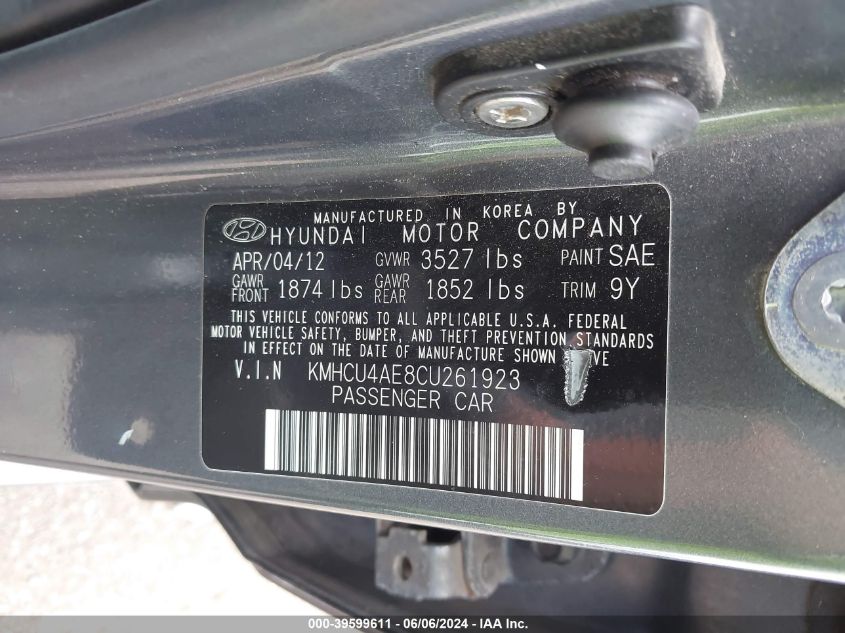 MANUFACTURED IN KOREA BY
HYUNDAI MOTOR COMPANY
APR/04/12 GVWR 3527 lbs PAINT SAE
GAWR FRONT 1874 lbs GAWR REAR 1852 lbs TRIM 9Y
THIS VEHICLE CONFORMS TO ALL APPLICABLE U.S.A. FEDERAL
MOTOR VEHICLE SAFETY, BUMPER, AND THEFT PREVENTION STANDARDS
IN EFFECT ON THE DATE OF MANUFACTURE SHOWN
V.I.N KMHCU4AE8CU261923
PASSENGER CAR
KMHCU4AE8CU261923
000-39599611 - 06/06/2024 - IAA Inc.